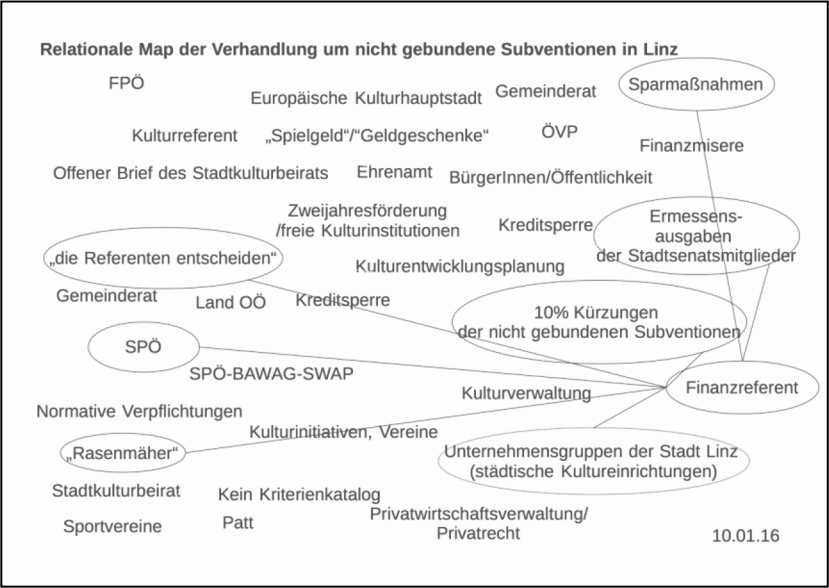 Relationale Map der Verhandlung um nicht gebundene Subventionen in Linz
FPÖ
Europäische Kulturhauptstadt
Gemeinderat
Sparmaßnahmen
Kulturreferent
„Spielgeld“/“Geldgeschenke“
ÖVP
Finanzmisere
Offener Brief des Stadtkulturbeirats
Ehrenamt
BürgerInnen/Öffentlichkeit
Zweijahresförderung
/freie Kulturinstitutionen
Kreditsperre
Ermessens-
ausgaben
der Stadtsenatsmitglieder
„die Referenten entscheiden“
Kulturentwicklungsplanung
Gemeinderat
Land OÖ
Kreditsperre
10% Kürzungen
der nicht gebundenen Subventionen
SPÖ
SPÖ-BAWAG-SWAP
Kulturverwaltung
Finanzreferent
Normative Verpflichtungen
Kulturinitiativen, Vereine
„Rasenmäher“
Unternehmensgruppen der Stadt Linz
(städtische Kultureinrichtungen)
Stadtkulturbeirat
Kein Kriterienkatalog
Sportvereine
Patt
Privatwirtschaftsverwaltung/
Privatrecht
10.01.16